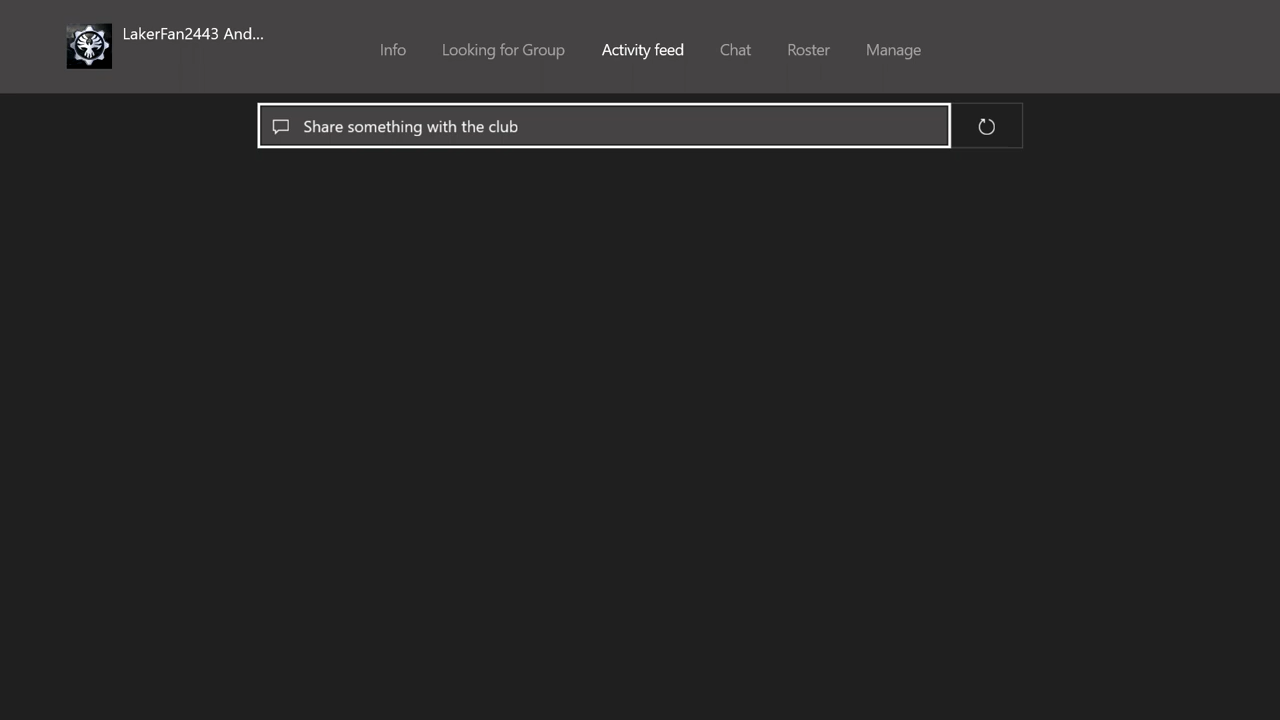 LakerFan2443 And...
Info Looking for Group Activity feed Chat Roster Manage
Share something with the club